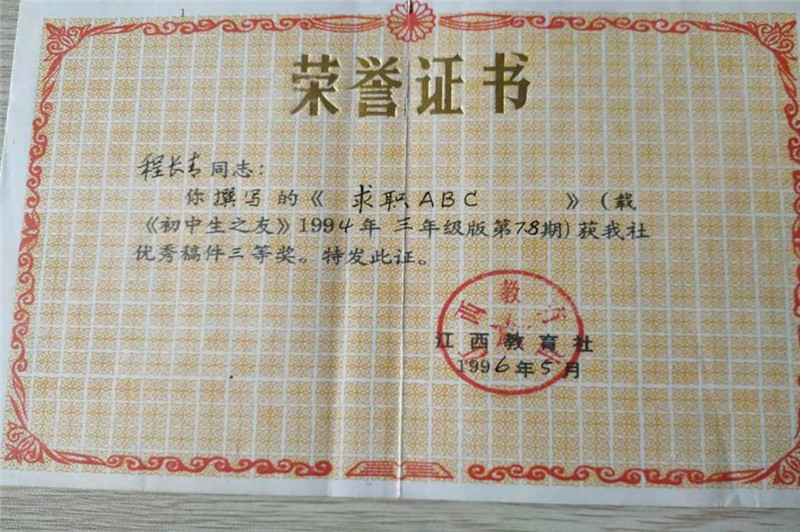 荣誉证书
程长青同志：
你撰写的《 求职ABC 》（载
《初中生之友》1994年 三年级版第7.8期)获我社
优秀稿件三等奖。特发此证。
江西教育社
1996年5月
西教